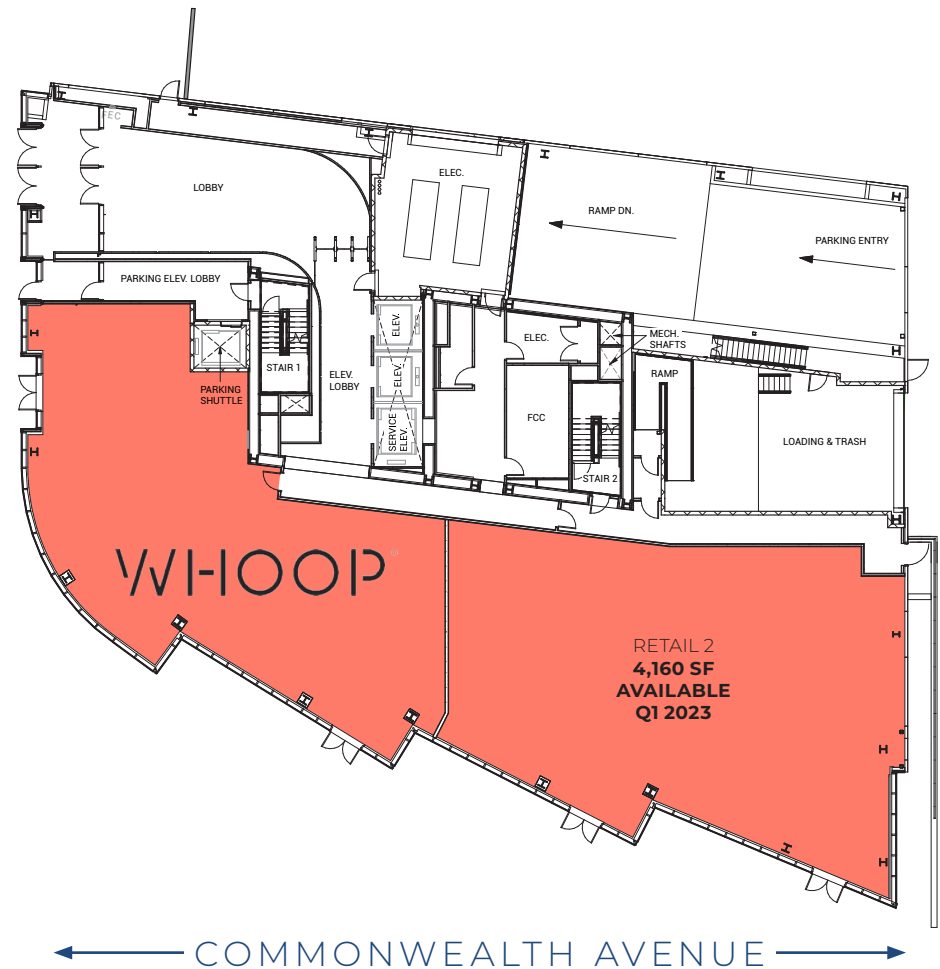 FEC
LOBBY
ELEC.
RAMP DN.
PARKING ENTRY
PARKING ELEV. LOBBY
ELEV.
ELEC.
MECH.
SHAFTS
STAIR 1
ELEV.
LOBBY
ELEV.
RAMP
PARKING
SHUTTLE
FCC
SERVICE
ELEV.
LOADING & TRASH
STAIR 2
WHOOP
RETAIL 2
4,160 SF
AVAILABLE
Q1 2023
COMMONWEALTH AVENUE